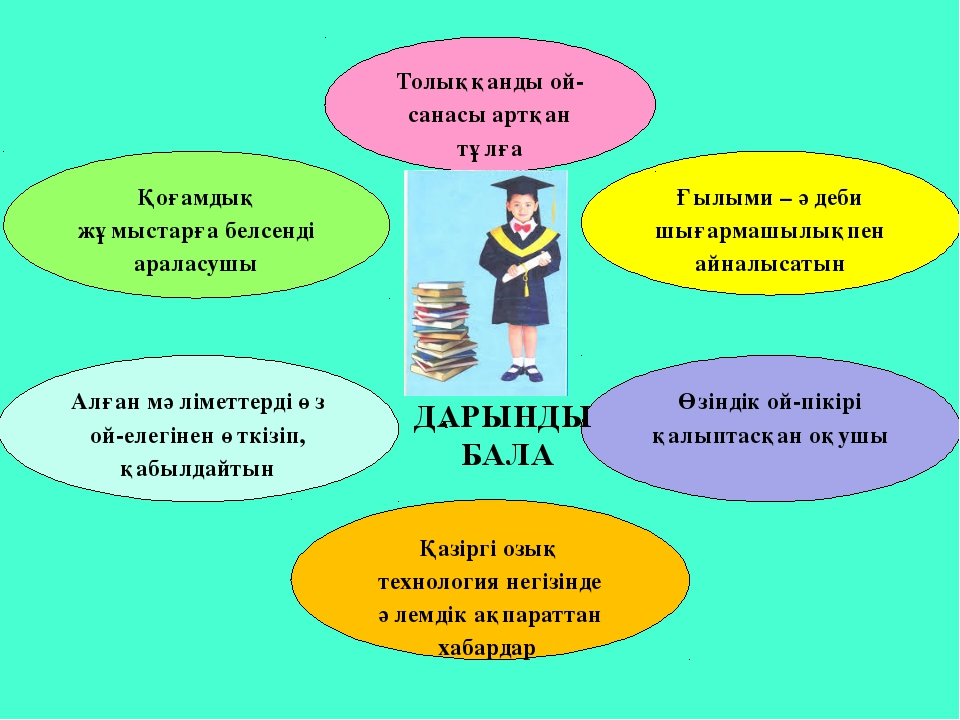 Толыққанды ой-
санасы артқан
тұлға
Қоғамдық
жұмыстарға белсенді
араласушы
Ғылыми – әдеби
шығармашылықпен
айналысатын
Алған мәліметтерді өз
ой-елегінен өткізіп,
қабылдайтын
ДАРЫНДЫ
БАЛА
Өзіндік ой-пікірі
қалыптасқан оқушы
Қазіргі озық
технология негізінде
әлемдік ақпараттан
хабардар